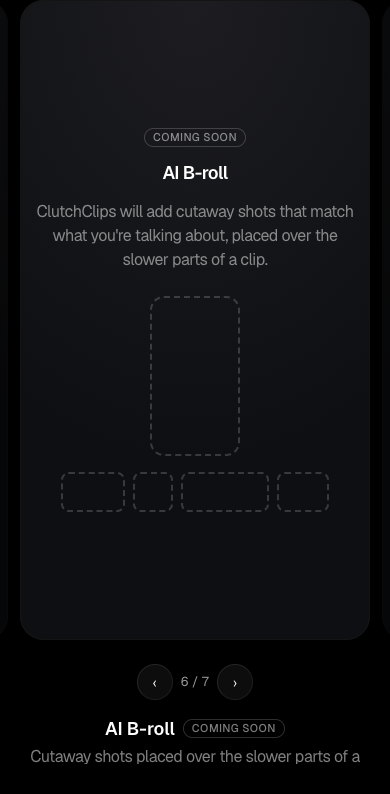 COMING SOON
AI B-roll
ClutchClips will add cutaway shots that match
what you're talking about, placed over the
slower parts of a clip.
‹ 6 / 7 ›
AI B-roll COMING SOON
Cutaway shots placed over the slower parts of a